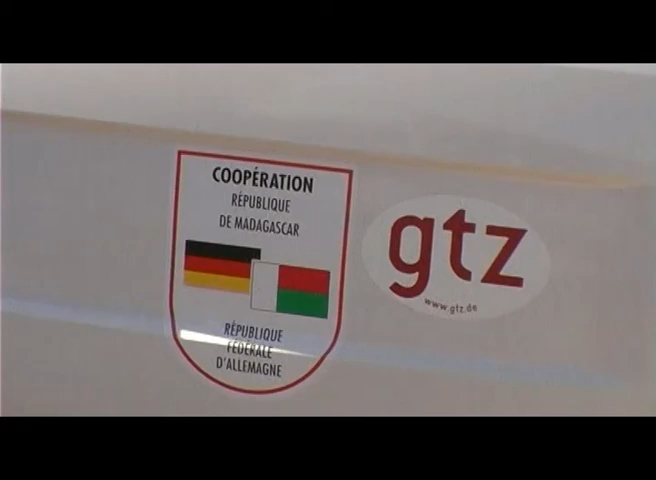 COOPÉRATION
RÉPUBLIQUE
DE MADAGASCAR
RÉPUBLIQUE
FÉDÉRALE
D'ALLEMAGNE
gtz
www.gtz.de